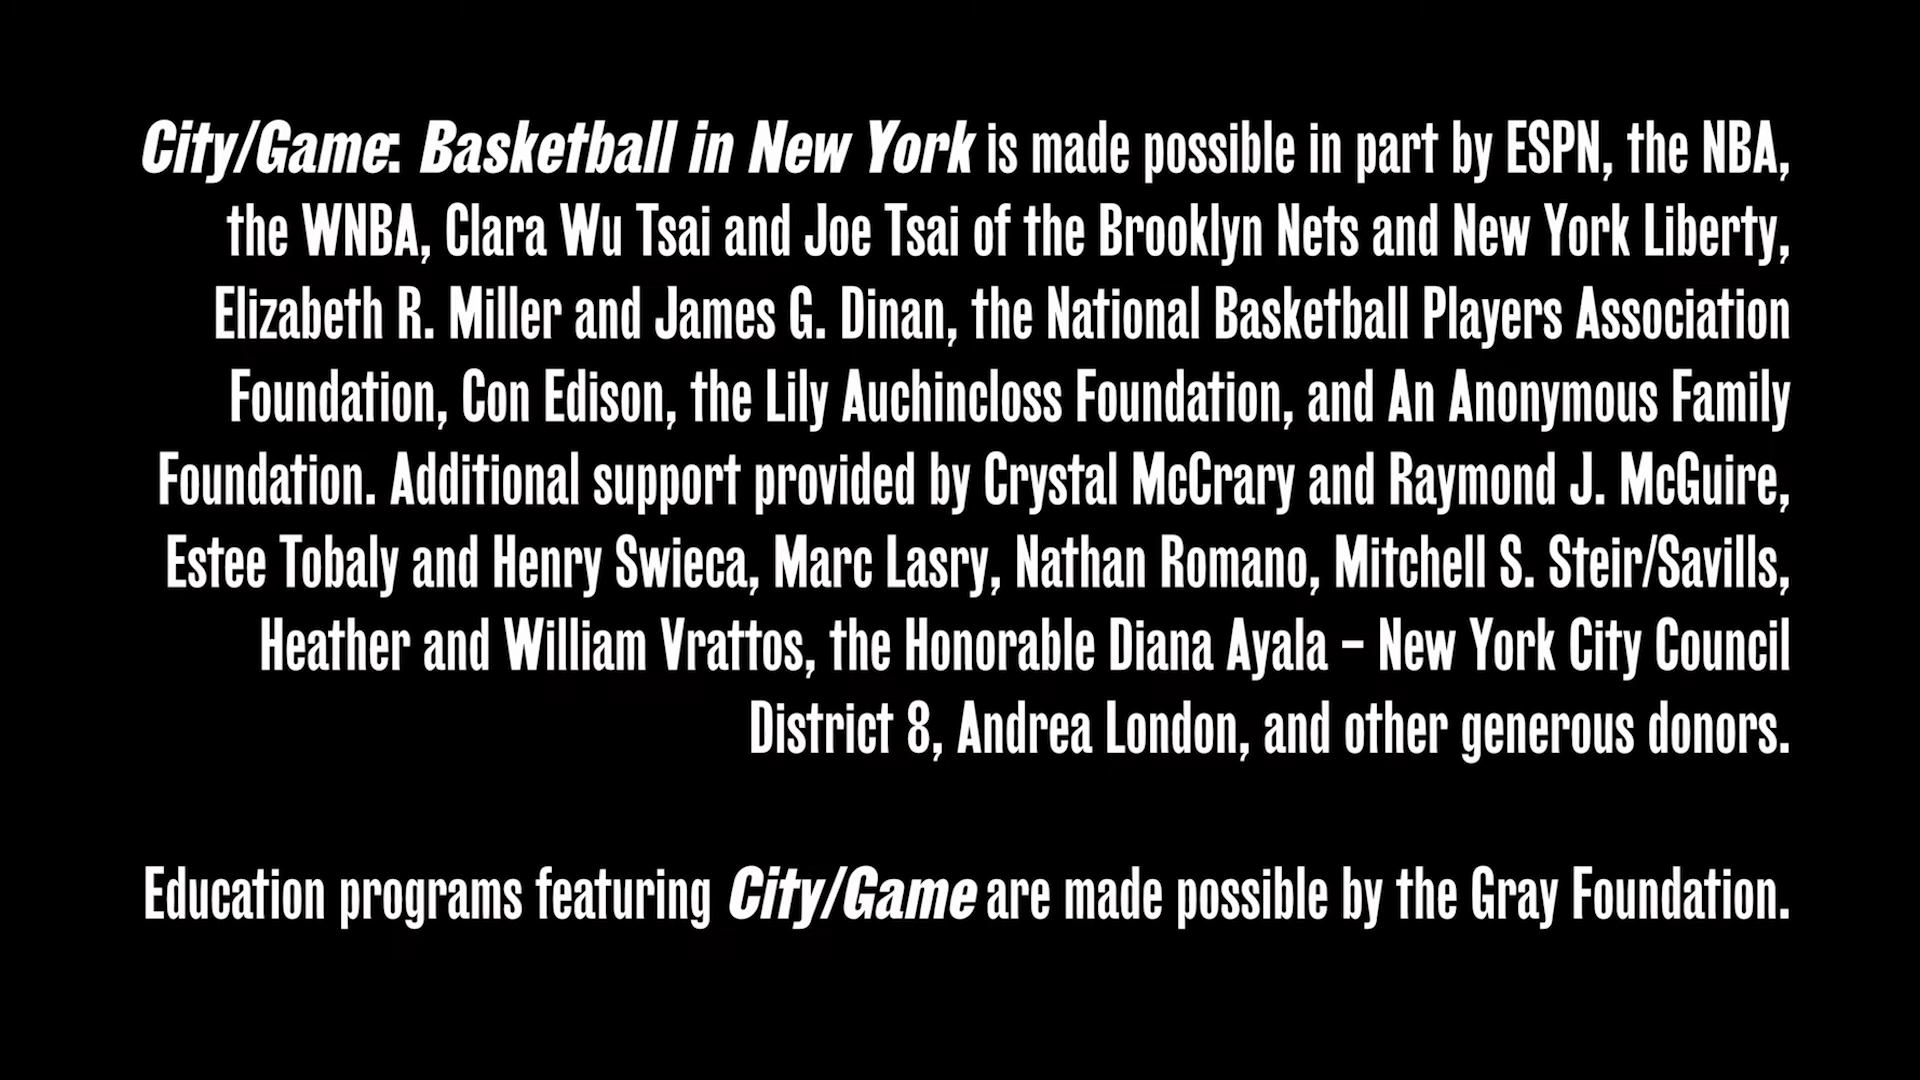 City/Game: Basketball in New York is made possible in part by ESPN, the NBA,
the WNBA, Clara Wu Tsai and Joe Tsai of the Brooklyn Nets and New York Liberty,
Elizabeth R. Miller and James G. Dinan, the National Basketball Players Association
Foundation, Con Edison, the Lily Auchincloss Foundation, and An Anonymous Family
Foundation. Additional support provided by Crystal McCrary and Raymond J. McGuire,
Estee Tobaly and Henry Swieca, Marc Lasry, Nathan Romano, Mitchell S. Steir/Savills,
Heather and William Vrattos, the Honorable Diana Ayala – New York City Council
District 8, Andrea London, and other generous donors.
Education programs featuring City/Game are made possible by the Gray Foundation.